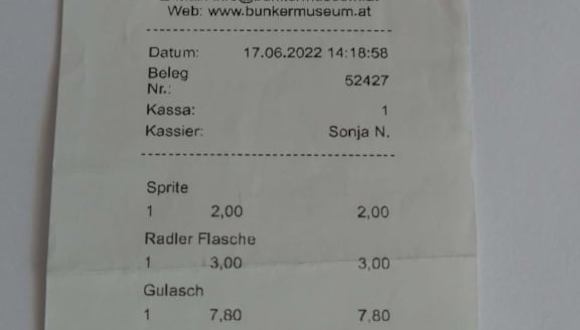 Web: www.bunkermuseum.at
Datum: 17.06.2022 14:18:58
Beleg
Nr.: 52427
Kassa: 1
Kassier: Sonja N.
Sprite
1 2,00 2,00
Radler Flasche
1 3,00 3,00
Gulasch
1 7,80 7,80